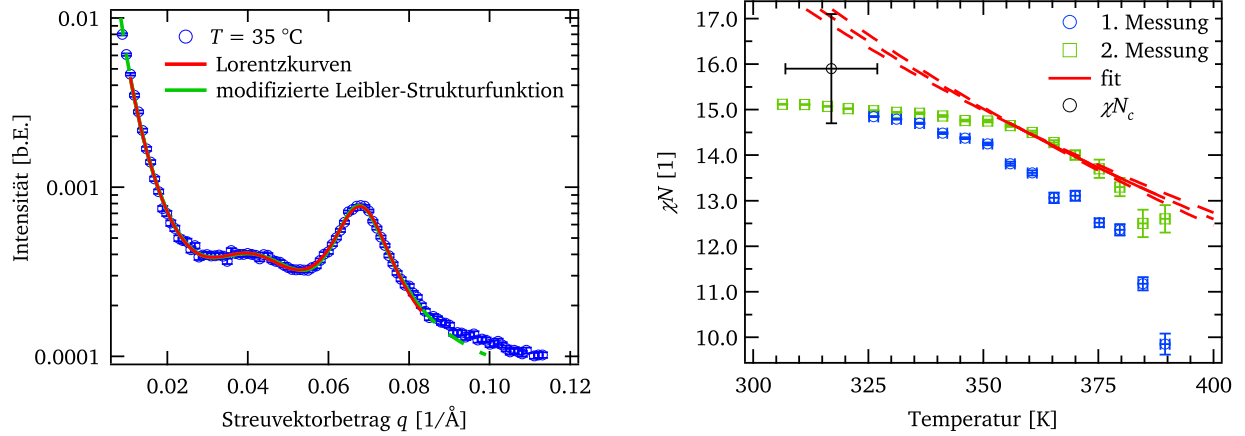 0.01
0.001
0.0001
Intensität [b.E.]
T = 35 °C
Lorentzkurven
modifizierte Leibler-Strukturfunktion
0.02 0.04 0.06 0.08 0.10 0.12
Streuvektorbetrag q [1/Å]
17.0
16.0
15.0
14.0
13.0
12.0
11.0
10.0
χN [1]
1. Messung
2. Messung
fit
χN_c
300 325 350 375 400
Temperatur [K]